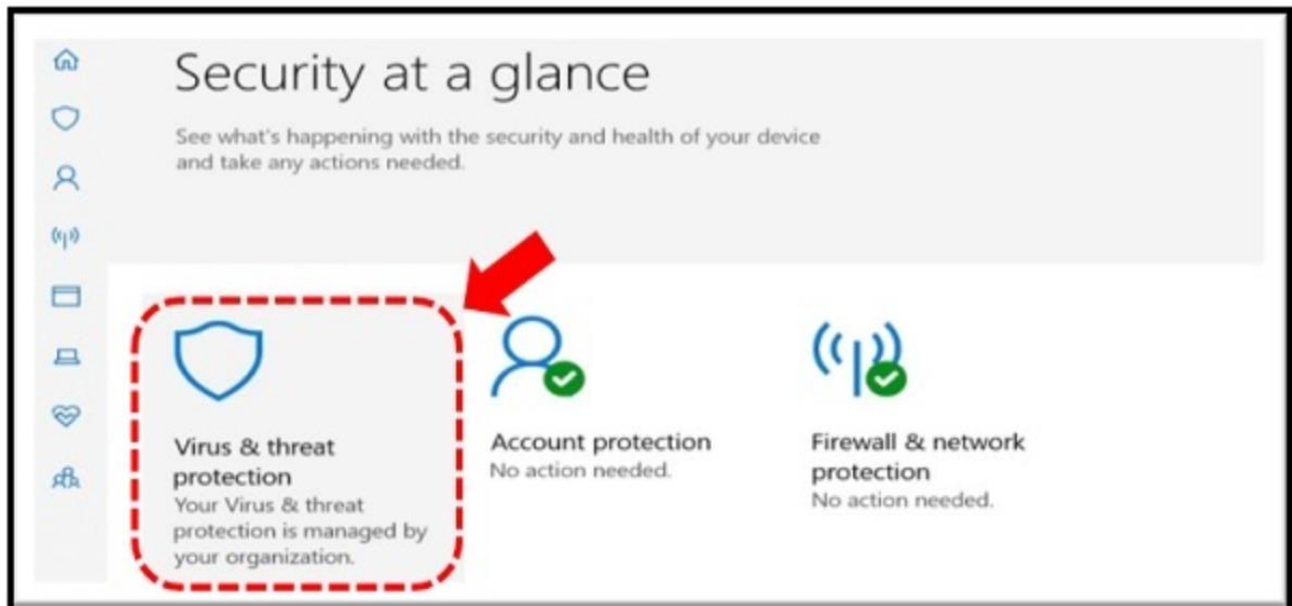 Security at a glance
See what's happening with the security and health of your device
and take any actions needed.
Virus & threat
protection
Your Virus & threat
protection is managed by
your organization.
Account protection
No action needed.
Firewall & network
protection
No action needed.